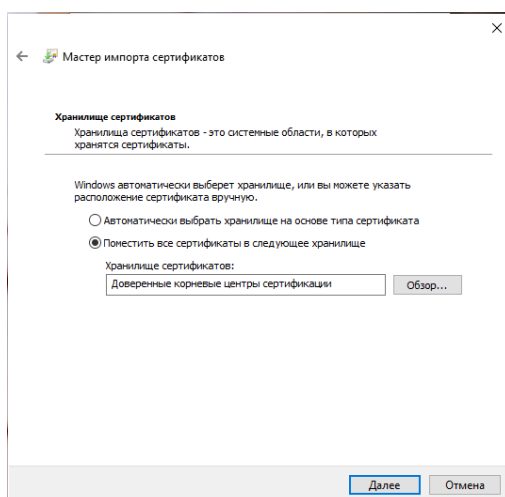 Мастер импорта сертификатов
Хранилище сертификатов
Хранилища сертификатов - это системные области, в которых
хранятся сертификаты.
Windows автоматически выберет хранилище, или вы можете указать
расположение сертификата вручную.
Автоматически выбрать хранилище на основе типа сертификата
Поместить все сертификаты в следующее хранилище
Хранилище сертификатов:
Доверенные корневые центры сертификации
Обзор...
Далее
Отмена